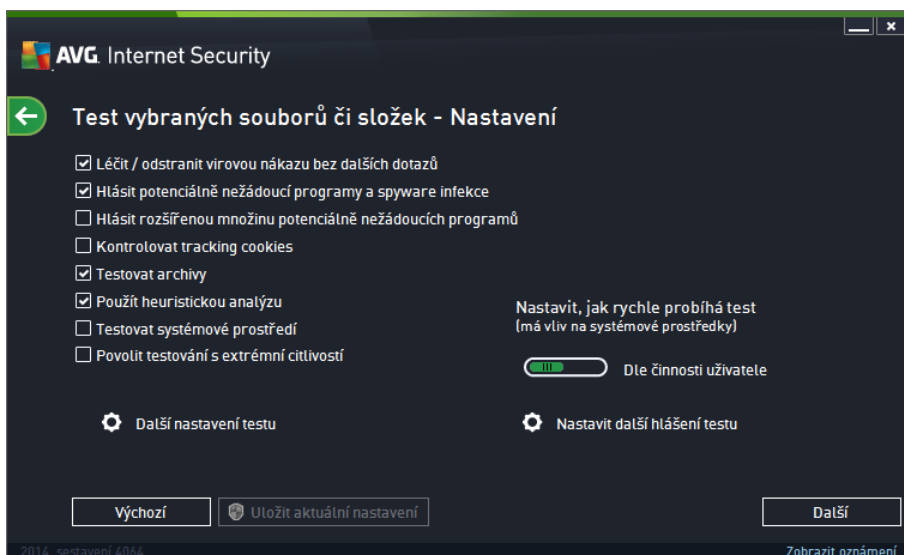 AVG. Internet Security
Test vybraných souborů či složek - Nastavení
Léčit / odstranit virovou nákazu bez dalších dotazů
Hlásit potenciálně nežádoucí programy a spyware infekce
Hlásit rozšířenou množinu potenciálně nežádoucích programů
Kontrolovat tracking cookies
Testovat archivy
Použít heuristickou analýzu
Testovat systémové prostředí
Povolit testování s extrémní citlivostí
Nastavit, jak rychle probíhá test
(má vliv na systémové prostředky)
Dle činnosti uživatele
Další nastavení testu
Nastavit další hlášení testu
Výchozí
Uložit aktuální nastavení
Další
2014, sestavení 4064
Zobrazit oznámení